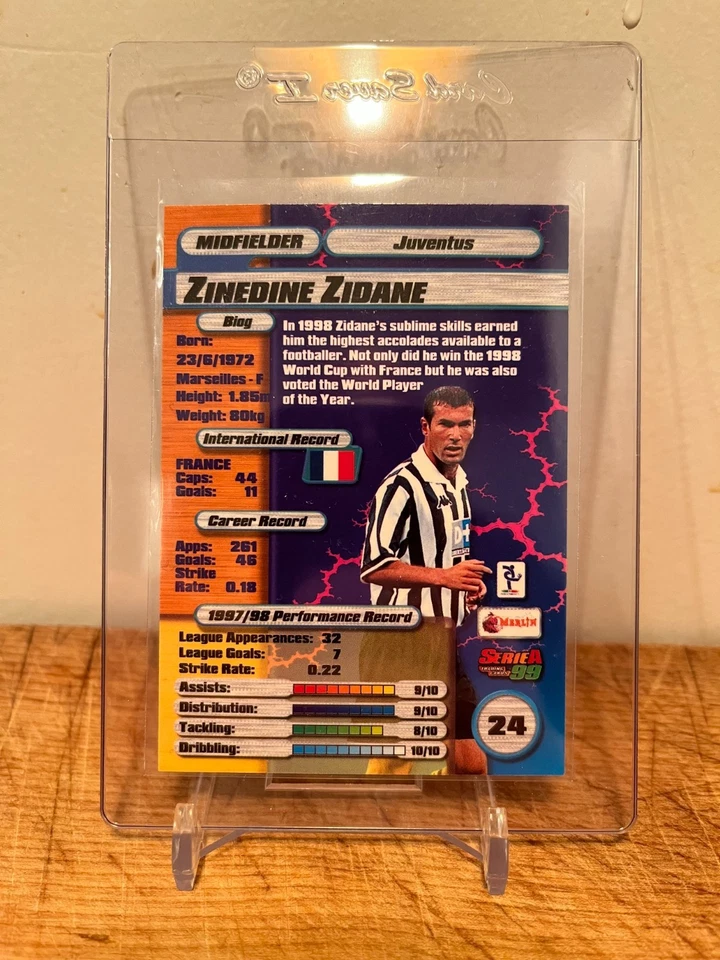 Card Saver II ®
MIDFIELDER
Juventus
ZINEDINE ZIDANE
Biog
Born:
23/6/1972
Marseilles - F
Height: 1.85m
Weight: 80kg
In 1998 Zidane's sublime skills earned
him the highest accolades available to a
footballer. Not only did he win the 1998
World Cup with France but he was also
voted the World Player
of the Year.
International Record
FRANCE
Caps: 44
Goals: 11
Career Record
Apps: 261
Goals: 46
Strike
Rate: 0.18
1997/98 Performance Record
League Appearances: 32
League Goals: 7
Strike Rate: 0.22
Assists: 9/10
Distribution: 9/10
Tackling: 8/10
Dribbling: 10/10
D+
MERLIN
SERIE A
99
24